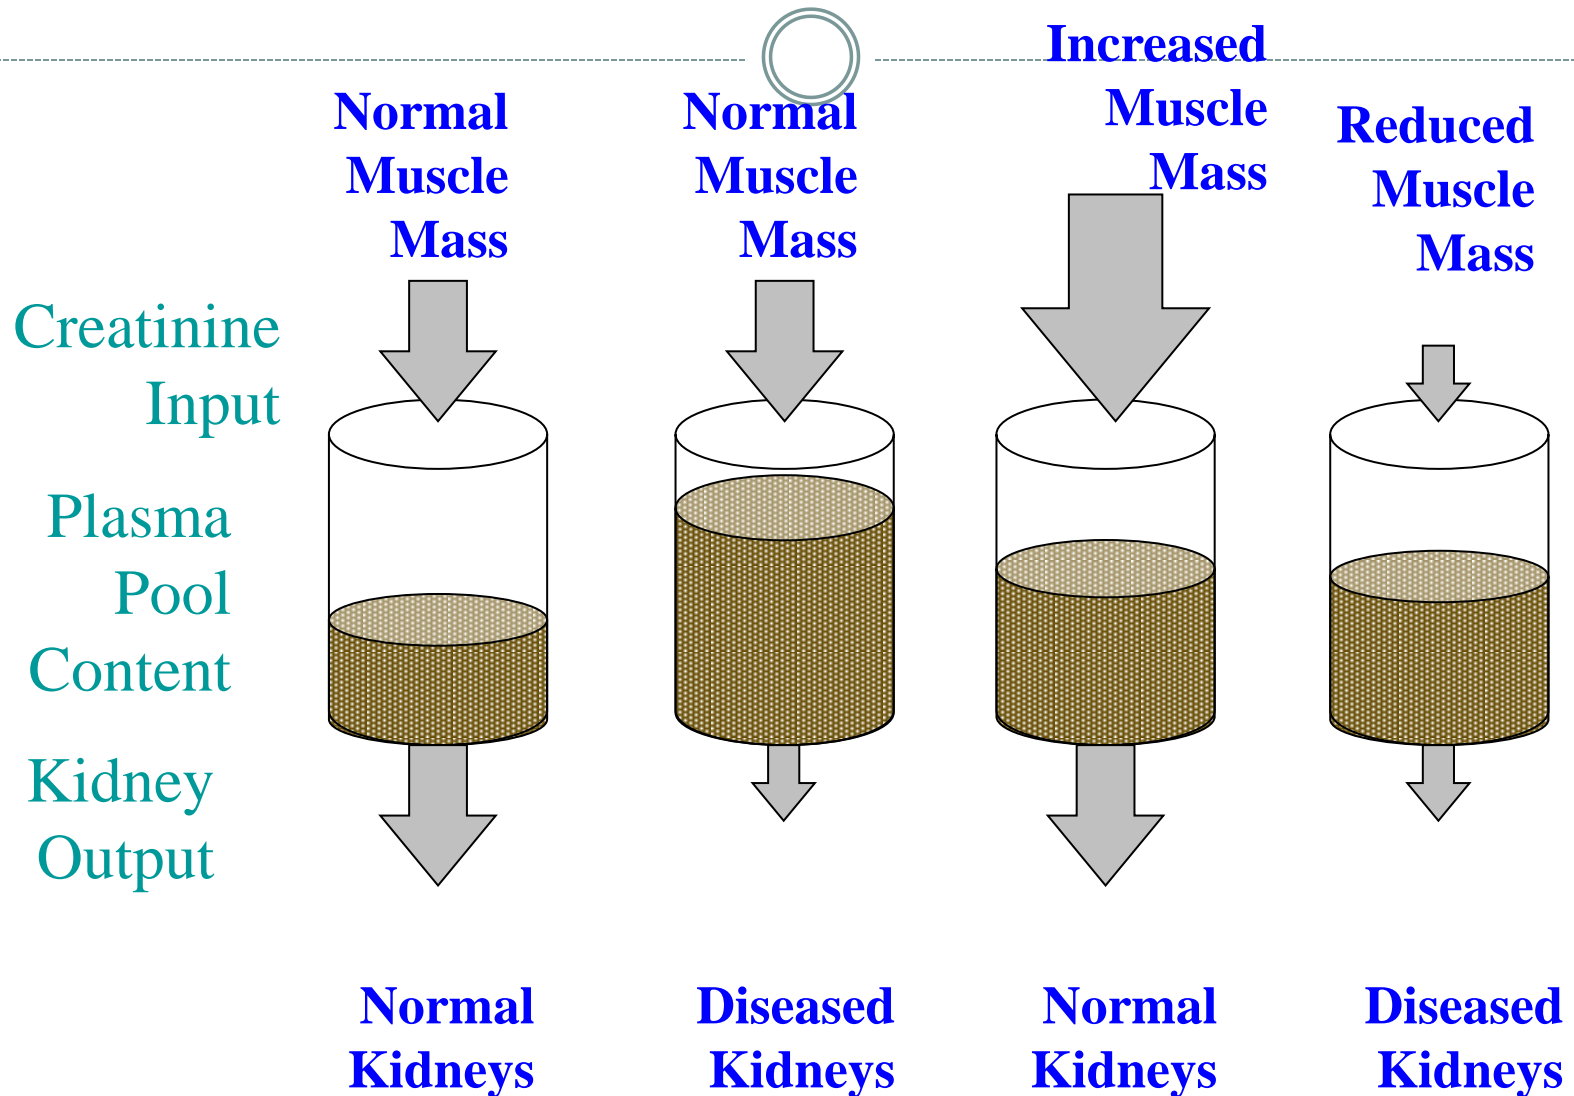 Normal
Muscle
Mass
Normal
Muscle
Mass
Increased
Muscle
Mass
Reduced
Muscle
Mass
Creatinine
Input
Plasma
Pool
Content
Kidney
Output
Normal
Kidneys
Diseased
Kidneys
Normal
Kidneys
Diseased
Kidneys